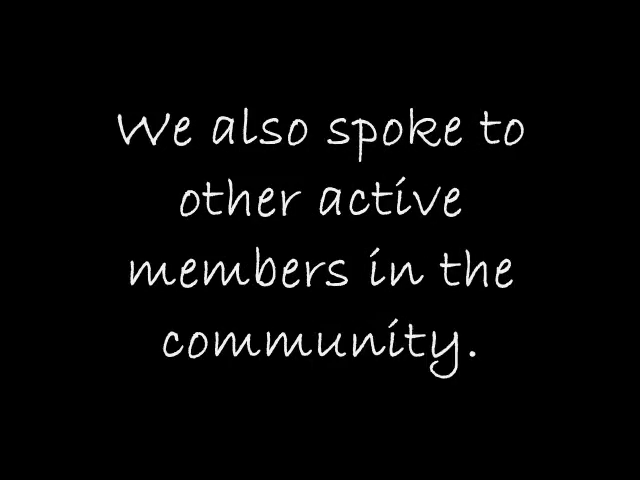 We also spoke to
other active
members in the
community.